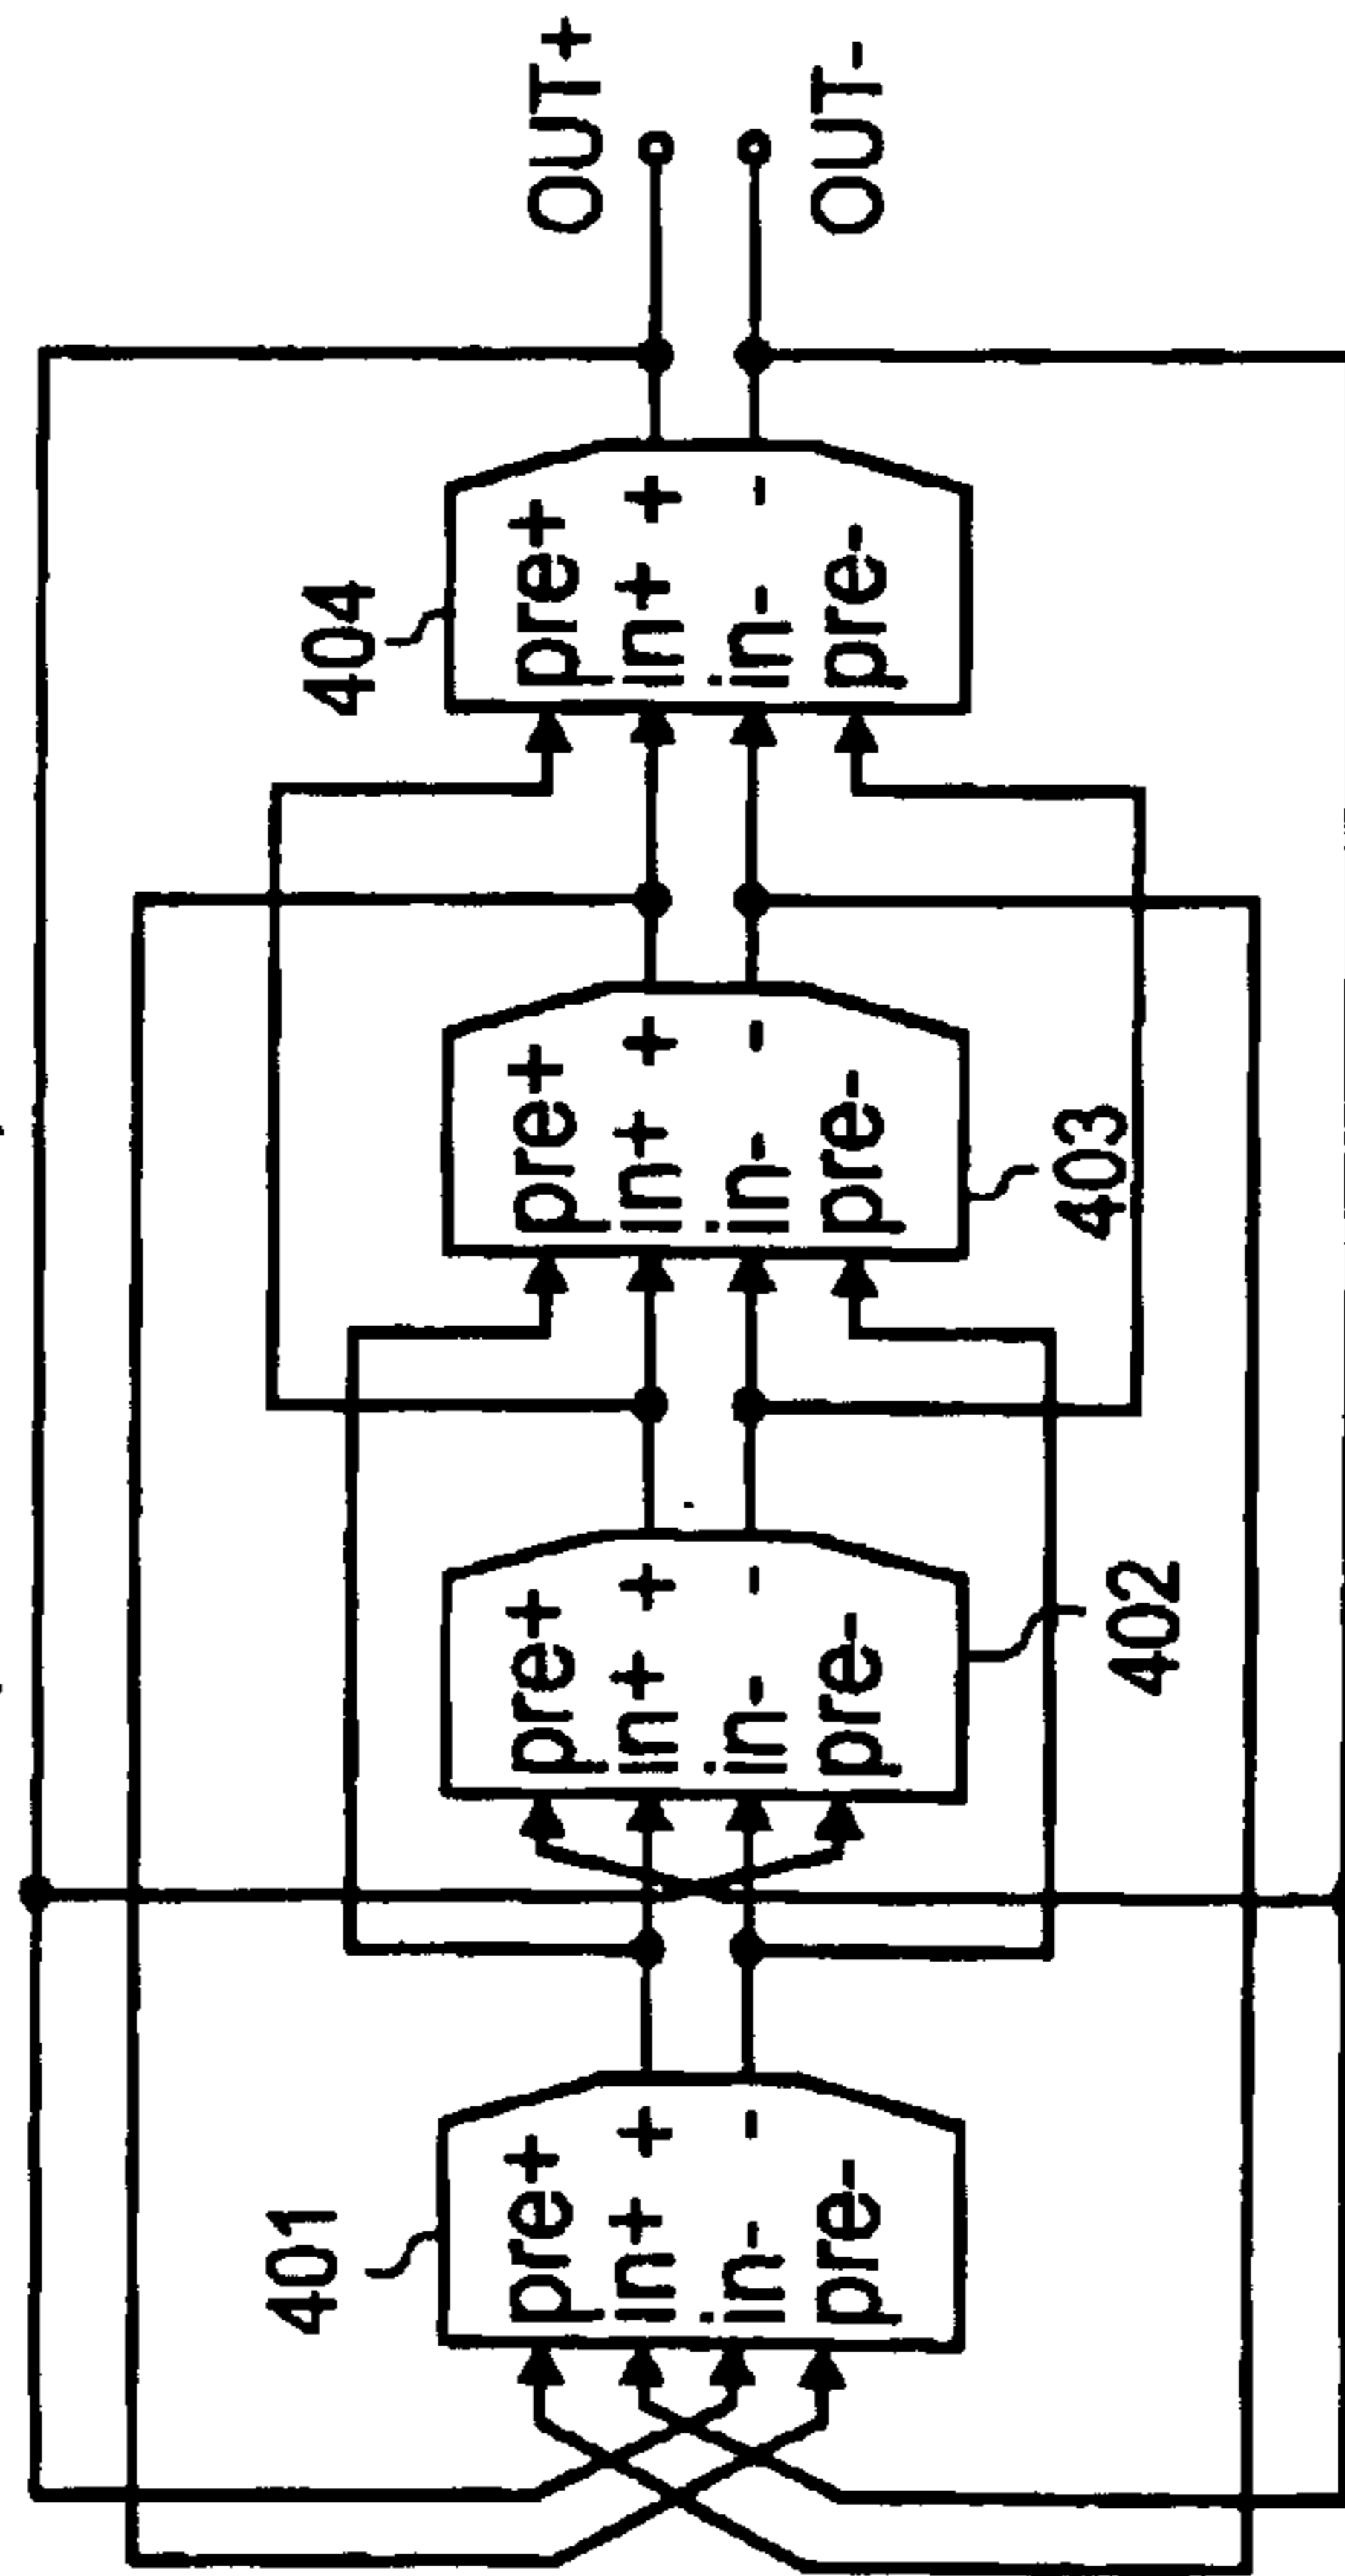 401
pre+
in+ +
in- -
pre-
402
pre+
in+ +
in- -
pre-
403
pre+
in+ +
in- -
pre-
404
pre+
in+ +
in- -
pre-
OUT+
OUT-